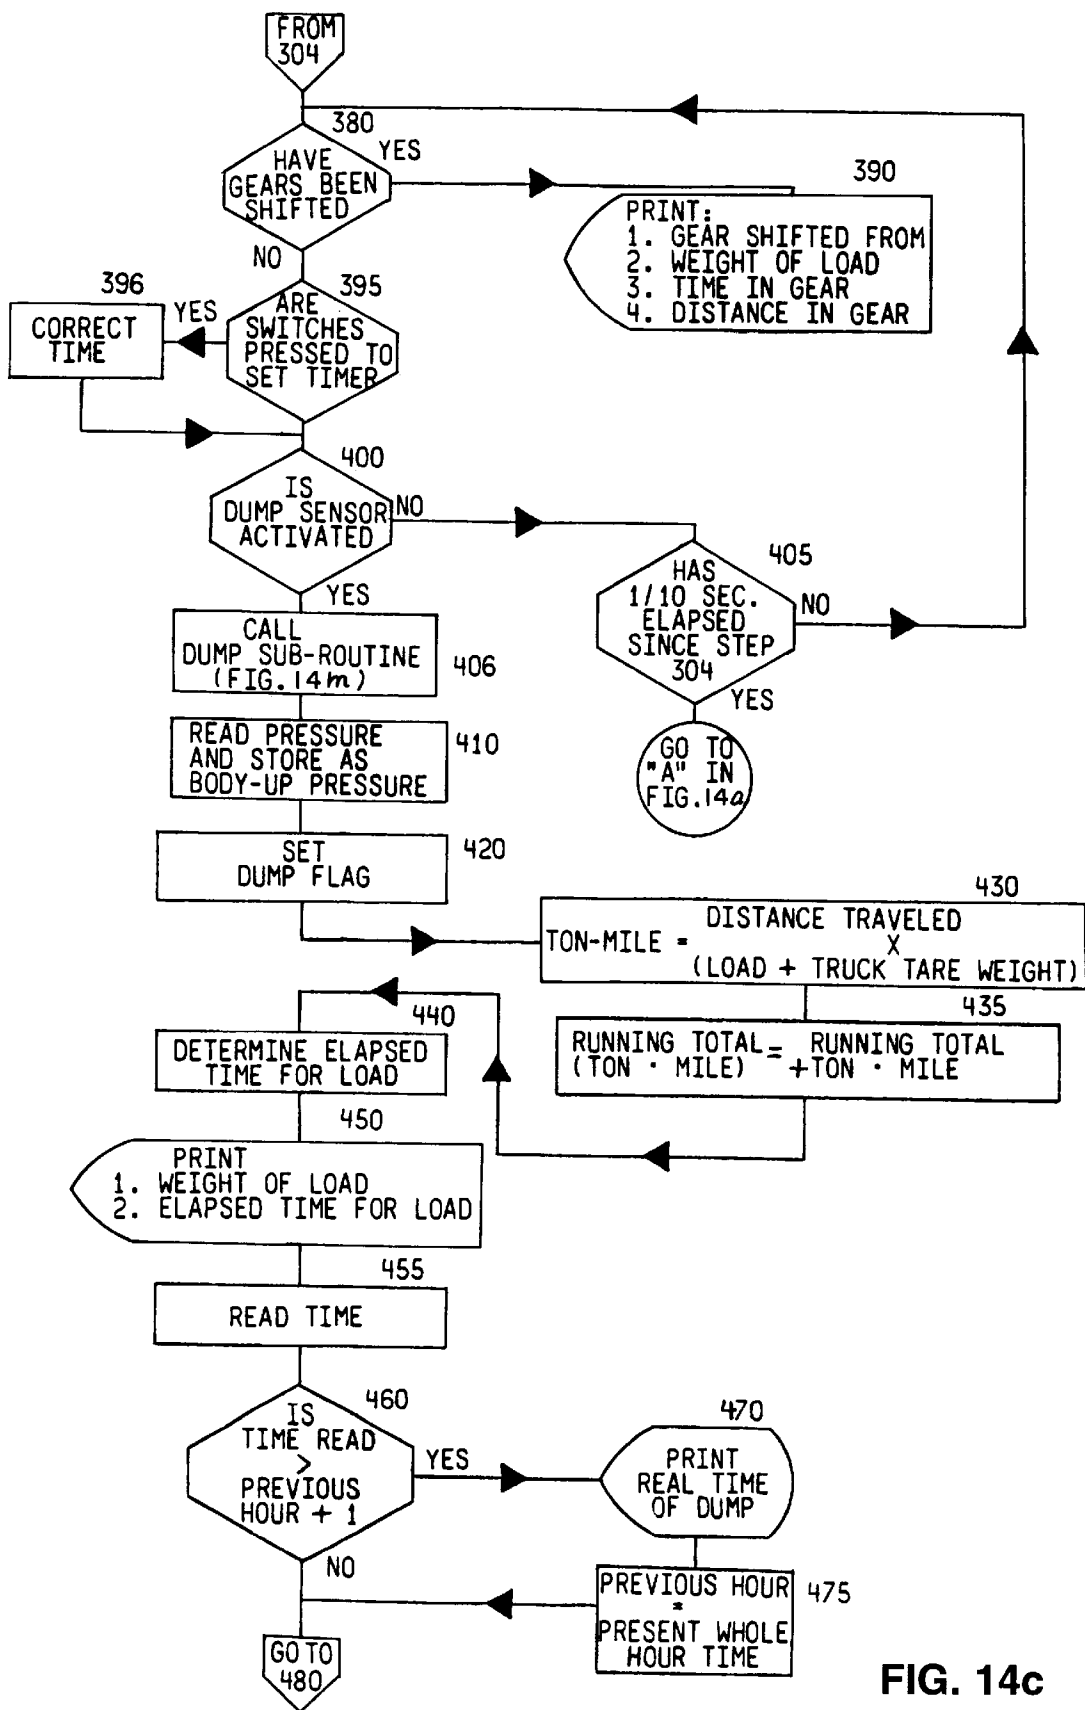 FROM
304
380
HAVE
GEARS BEEN
SHIFTED
YES
NO
390
PRINT:
1. GEAR SHIFTED FROM
2. WEIGHT OF LOAD
3. TIME IN GEAR
4. DISTANCE IN GEAR
395
ARE
SWITCHES
PRESSED TO
SET TIMER
YES
396
CORRECT
TIME
400
IS
DUMP SENSOR
ACTIVATED
NO
YES
405
HAS
1/10 SEC.
ELAPSED
SINCE STEP
304
NO
YES
GO TO
"A" IN
FIG.14a
CALL
DUMP SUB-ROUTINE
(FIG.14m)
406
READ PRESSURE
AND STORE AS
BODY-UP PRESSURE
410
SET
DUMP FLAG
420
430
DISTANCE TRAVELED
TON-MILE = X
(LOAD + TRUCK TARE WEIGHT)
435
RUNNING TOTAL = RUNNING TOTAL
(TON · MILE) +TON · MILE
440
DETERMINE ELAPSED
TIME FOR LOAD
450
PRINT
1. WEIGHT OF LOAD
2. ELAPSED TIME FOR LOAD
455
READ TIME
460
IS
TIME READ
>
PREVIOUS
HOUR + 1
YES
NO
470
PRINT
REAL TIME
OF DUMP
PREVIOUS HOUR
=
PRESENT WHOLE
HOUR TIME
475
GO TO
480
FIG. 14c